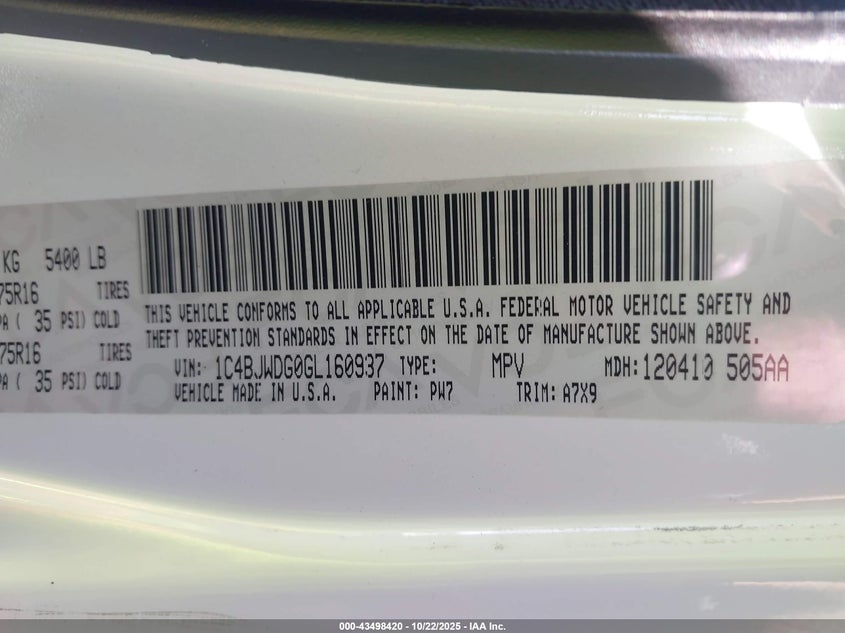 KG 5400 LB
75R16 TIRES
PA ( 35 PSI) COLD
75R16 TIRES
PA ( 35 PSI) COLD
THIS VEHICLE CONFORMS TO ALL APPLICABLE U.S.A. FEDERAL MOTOR VEHICLE SAFETY AND
THEFT PREVENTION STANDARDS IN EFFECT ON THE DATE OF MANUFACTURE SHOWN ABOVE.
VIN: 1C4BJWDG0GL160937 TYPE: MPV MDH: 120410 505AA
VEHICLE MADE IN U.S.A. PAINT: PW7 TRIM: A7X9
000-43498420 - 10/22/2025 - IAA Inc.